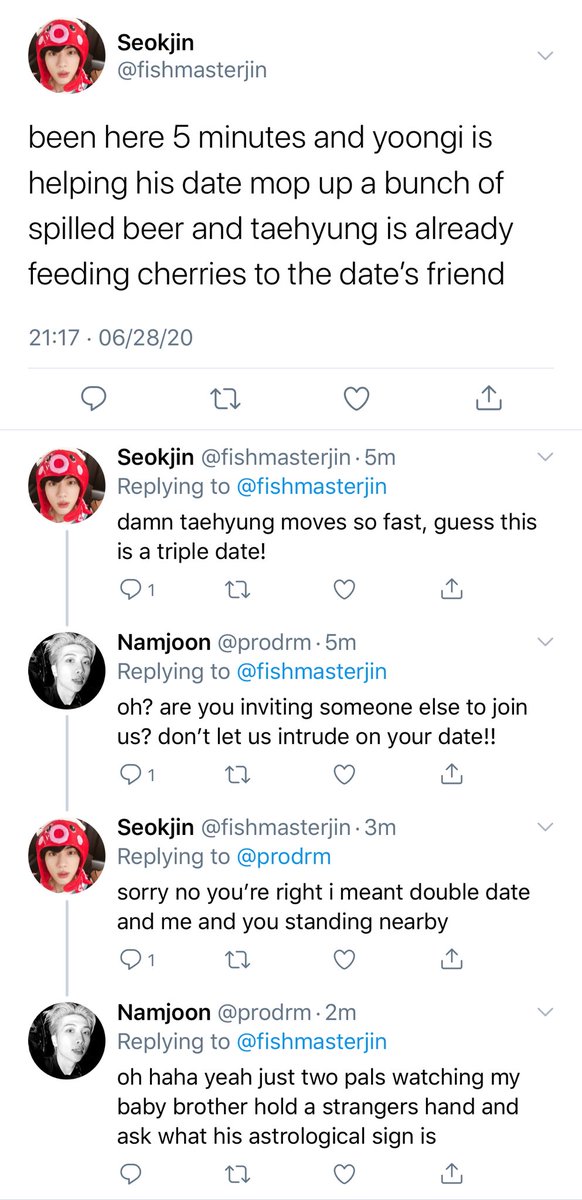 Seokjin
@fishmasterjin
been here 5 minutes and yoongi is
helping his date mop up a bunch of
spilled beer and taehyung is already
feeding cherries to the date’s friend
21:17 · 06/28/20
Seokjin @fishmasterjin · 5m
Replying to @fishmasterjin
damn taehyung moves so fast, guess this
is a triple date!
1
Namjoon @prodrm · 5m
Replying to @fishmasterjin
oh? are you inviting someone else to join
us? don’t let us intrude on your date!!
1
Seokjin @fishmasterjin · 3m
Replying to @prodrm
sorry no you’re right i meant double date
and me and you standing nearby
1
Namjoon @prodrm · 2m
Replying to @fishmasterjin
oh haha yeah just two pals watching my
baby brother hold a strangers hand and
ask what his astrological sign is